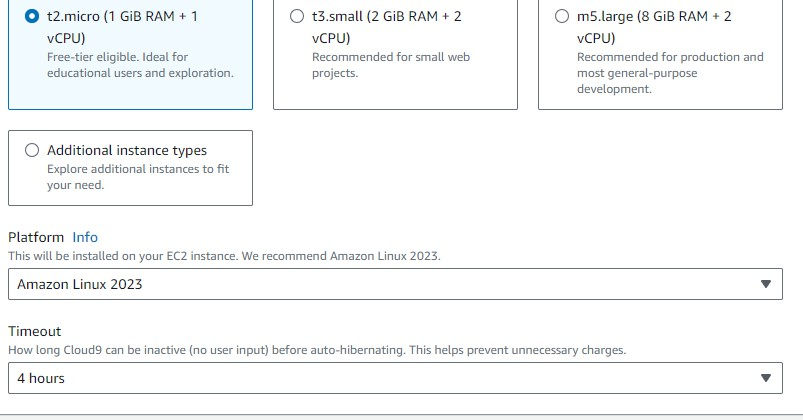 t2.micro (1 GiB RAM + 1
vCPU)
Free-tier eligible. Ideal for
educational users and exploration.
t3.small (2 GiB RAM + 2
vCPU)
Recommended for small web
projects.
m5.large (8 GiB RAM + 2
vCPU)
Recommended for production and
most general-purpose
development.
Additional instance types
Explore additional instances to fit
your need.
Platform Info
This will be installed on your EC2 instance. We recommend Amazon Linux 2023.
Amazon Linux 2023
Timeout
How long Cloud9 can be inactive (no user input) before auto-hibernating. This helps prevent unnecessary charges.
4 hours